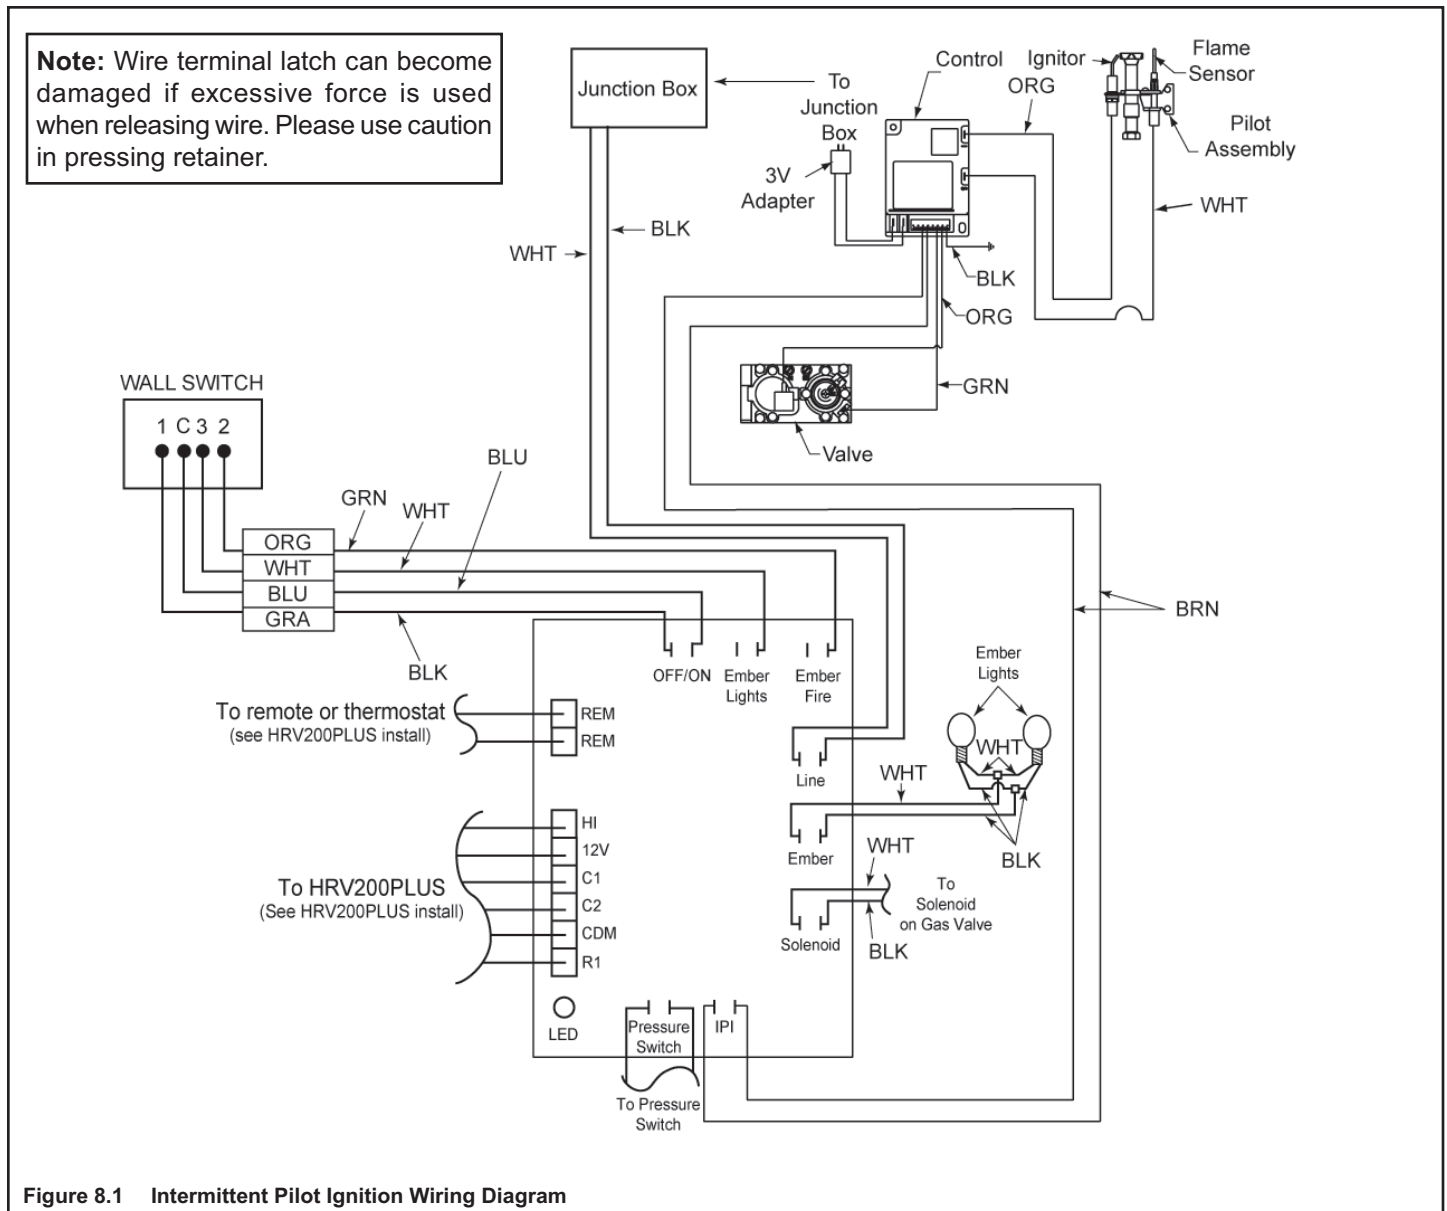 Note: Wire terminal latch can become
damaged if excessive force is used
when releasing wire. Please use caution
in pressing retainer.
Junction Box
To
Junction
Box
3V
Adapter
Control
Ignitor
ORG
Flame
Sensor
Pilot
Assembly
WHT
WHT
BLK
BLK
ORG
GRN
Valve
WALL SWITCH
1 C 3 2
BLU
GRN
WHT
ORG
WHT
BLU
GRA
BLK
BRN
OFF/ON
Ember
Lights
Ember
Fire
Ember
Lights
To remote or thermostat
(see HRV200PLUS install)
REM
REM
WHT
Line
WHT
HI
12V
C1
C2
CDM
R1
To HRV200PLUS
(See HRV200PLUS install)
Ember
BLK
WHT
To
Solenoid
on Gas Valve
Solenoid
BLK
LED
Pressure
Switch
IPI
To Pressure
Switch
Figure 8.1 Intermittent Pilot Ignition Wiring Diagram